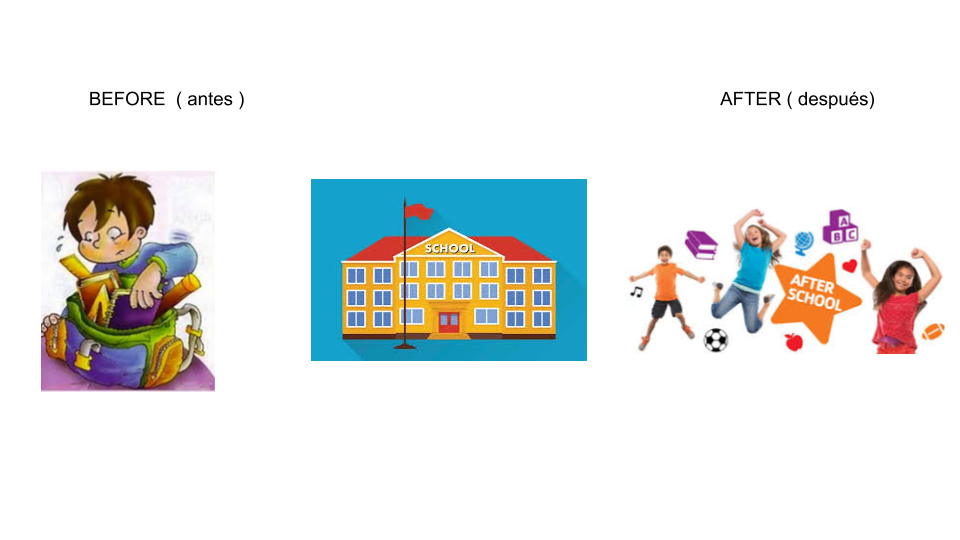 BEFORE ( antes )
AFTER ( después)
SCHOOL
AFTER
SCHOOL
A
B C